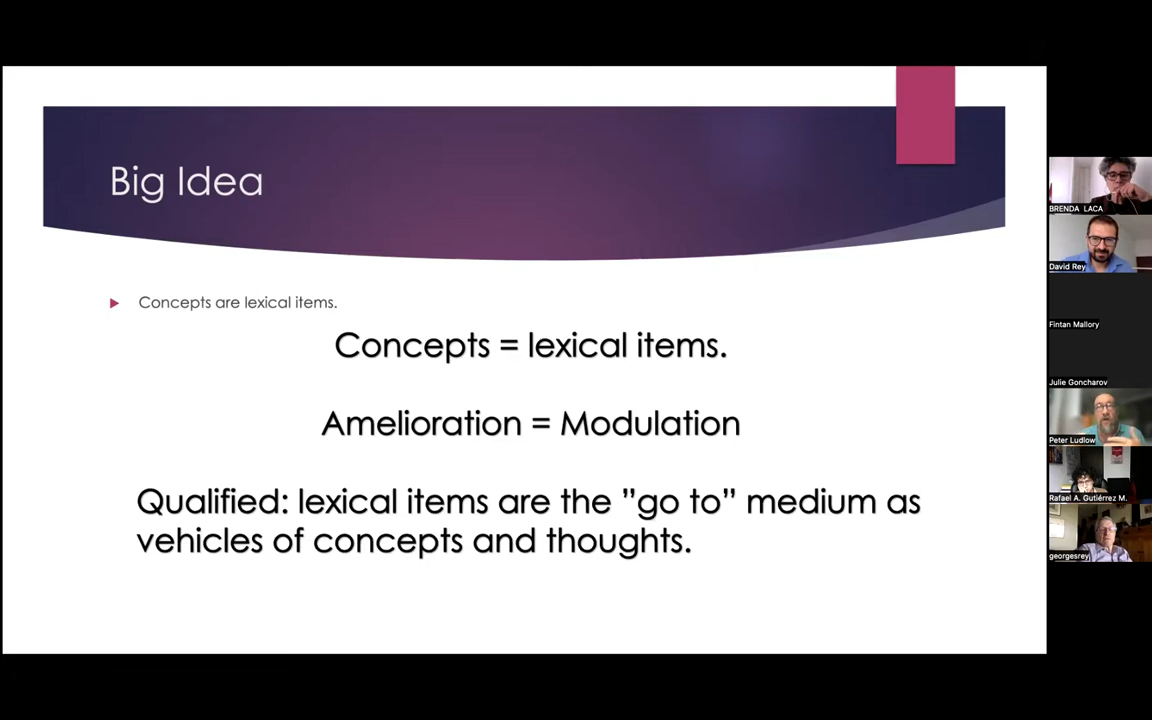 Big Idea
Concepts are lexical items.
Concepts = lexical items.
Amelioration = Modulation
Qualified: lexical items are the ”go to” medium as
vehicles of concepts and thoughts.
BRENDA LACA
David Rey
Fintan Mallory
Julie Goncharov
Peter Ludlow
Rafael A. Gutiérrez M.
georgesrey